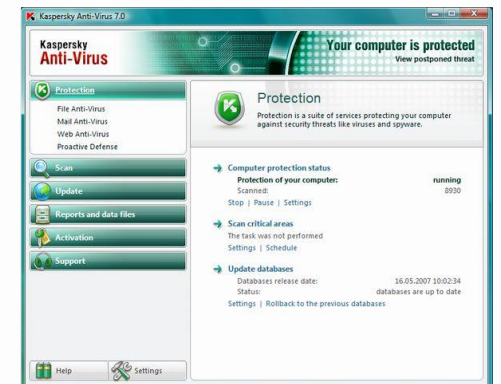 Kaspersky Anti-Virus 7.0
Kaspersky
Anti-Virus
Your computer is protected
View postponed threat
Protection
File Anti-Virus
Mail Anti-Virus
Web Anti-Virus
Proactive Defense
Scan
Update
Reports and data files
Activation
Support
Help
Settings
Protection
Protection is a suite of services protecting your computer
against security threats like viruses and spyware.
Computer protection status
Protection of your computer: running
Scanned: 8930
Stop | Pause | Settings
Scan critical areas
The task was not performed
Settings | Schedule
Update databases
Databases release date: 16.05.2007 10:02:34
Status: databases are up to date
Settings | Rollback to the previous databases